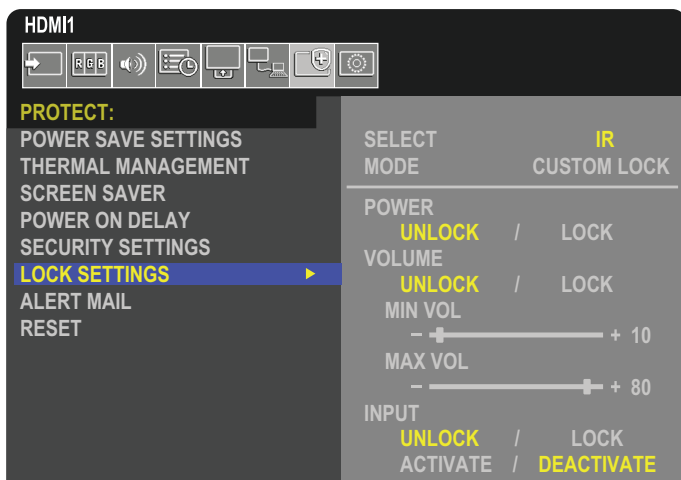 HDMI1
RGB
PROTECT:
POWER SAVE SETTINGS
THERMAL MANAGEMENT
SCREEN SAVER
POWER ON DELAY
SECURITY SETTINGS
LOCK SETTINGS
ALERT MAIL
RESET
SELECT IR
MODE CUSTOM LOCK
POWER
UNLOCK / LOCK
VOLUME
UNLOCK / LOCK
MIN VOL
− + 10
MAX VOL
− + 80
INPUT
UNLOCK / LOCK
ACTIVATE / DEACTIVATE